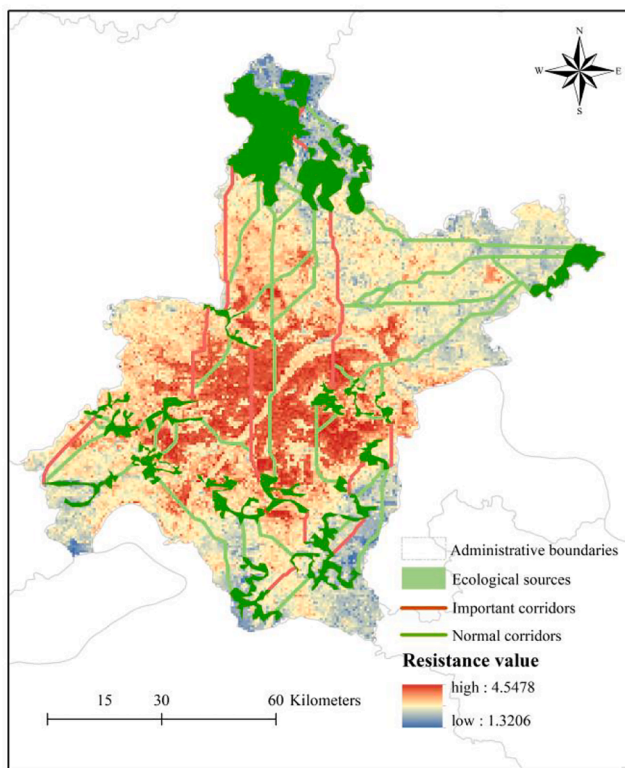 N
W E
S
Administrative boundaries
Ecological sources
Important corridors
Normal corridors
Resistance value
high : 4.5478
low : 1.3206
15 30 60 Kilometers